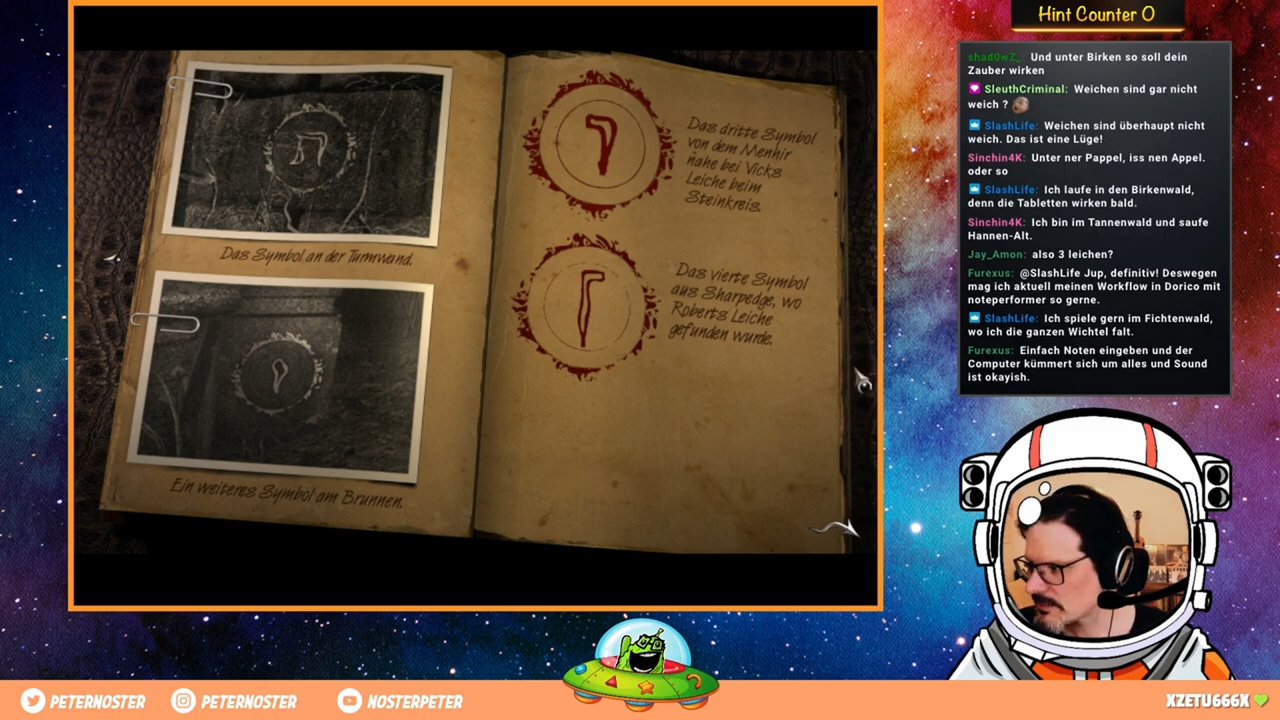 Hint Counter 0
Das Symbol an der Turmwand.
Ein weiteres Symbol am Brunnen.
Das dritte Symbol
von dem Menhir
nahe bei Vicks
Leiche beim
Steinkreis.
Das vierte Symbol
aus Sharpedge, wo
Roberts Leiche
gefunden wurde.
shad0wZ_: Und unter Birken so soll dein
Zauber wirken
SleuthCriminal: Weichen sind gar nicht
weich ?
SlashLife: Weichen sind überhaupt nicht
weich. Das ist eine Lüge!
Sinchin4K: Unter ner Pappel, iss nen Appel.
oder so
SlashLife: Ich laufe in den Birkenwald,
denn die Tabletten wirken bald.
Sinchin4K: Ich bin im Tannenwald und saufe
Hannen-Alt.
Jay_Amon: also 3 leichen?
Furexus: @SlashLife Jup, definitiv! Deswegen
mag ich aktuell meinen Workflow in Dorico mit
noteperformer so gerne.
SlashLife: Ich spiele gern im Fichtenwald,
wo ich die ganzen Wichtel falt.
Furexus: Einfach Noten eingeben und der
Computer kümmert sich um alles und Sound
ist okayish.
PETERNOSTER
PETERNOSTER
NOSTERPETER
XZETU666X